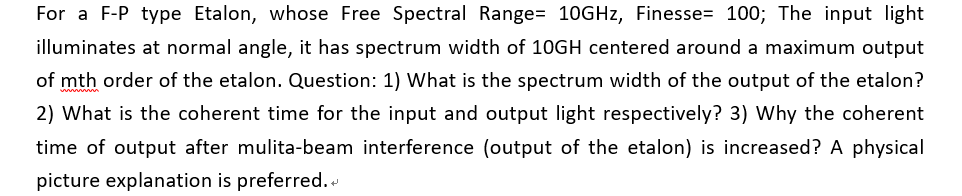 For a F-P type Etalon, whose Free Spectral Range= 10GHz, Finesse= 100; The input light
illuminates at normal angle, it has spectrum width of 10GH centered around a maximum output
of mth order of the etalon. Question: 1) What is the spectrum width of the output of the etalon?
2) What is the coherent time for the input and output light respectively? 3) Why the coherent
time of output after mulita-beam interference (output of the etalon) is increased? A physical
picture explanation is preferred.